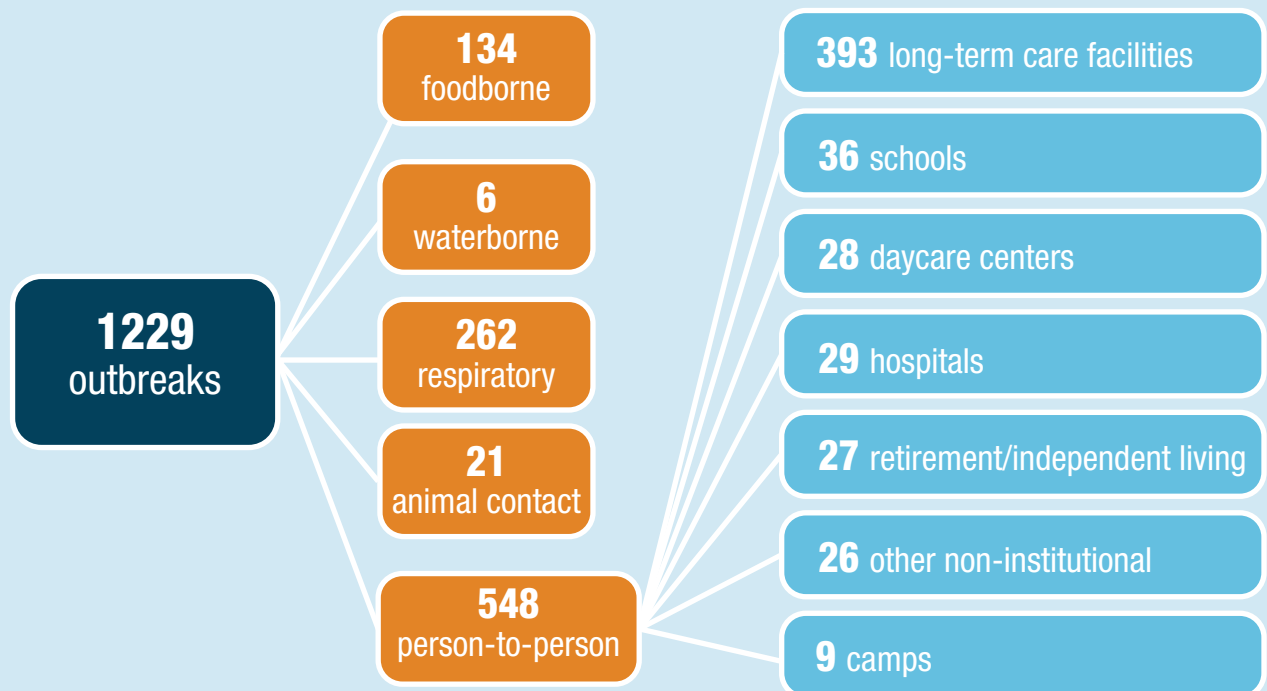 1229
outbreaks
134
foodborne
6
waterborne
262
respiratory
21
animal contact
548
person-to-person
393 long-term care facilities
36 schools
28 daycare centers
29 hospitals
27 retirement/independent living
26 other non-institutional
9 camps